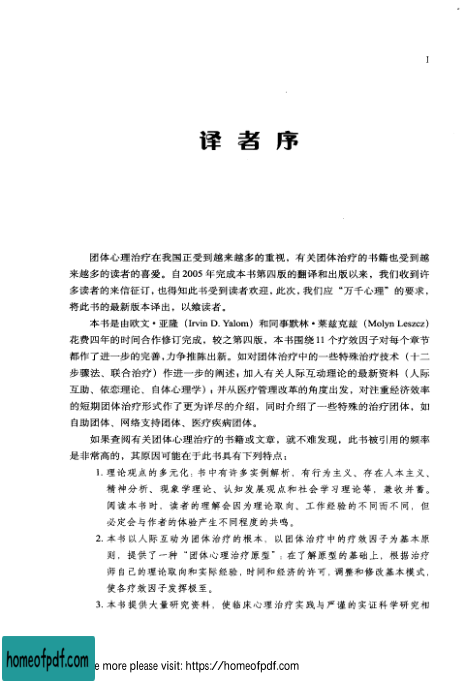 I
译者序
团体心理治疗在我国正受到越来越多的重视，有关团体治疗的书籍也受到越
来越多的读者的喜爱。自2005年完成本书第四版的翻译和出版以来，我们收到许
多读者的来信征订，也得知此书受到读者欢迎，此次，我们应“万千心理”的要求，
将此书的最新版本译出，以飨读者。
本书是由欧文·亚隆（Irvin D. Yalom）和同事默林·莱兹克兹（Molyn Leszcz）
花费四年的时间合作修订完成，较之第四版，本书围绕11个疗效因子对每个章节
都作了进一步的完善，力争推陈出新。如对团体治疗中的一些特殊治疗技术（十二
步骤法、联合治疗）作进一步的阐述；加入有关人际互动理论的最新资料（人际
互助、依恋理论、自体心理学）；并从医疗管理改革的角度出发，对注重经济效率
的短期团体治疗形式作了更为详尽的介绍，同时介绍了一些特殊的治疗团体，如
自助团体、网络支持团体、医疗疾病团体。
如果查阅有关团体心理治疗的书籍或文章，就不难发现，此书被引用的频率
是非常高的，其原因可能在于此书具有下列特点：
1. 理论观点的多元化：书中有许多实例解析，有行为主义、存在人本主义、
精神分析、现象学理论、认知发展观点和社会学习理论等，兼收并蓄。
阅读本书时，读者的理解会因为理论取向、工作经验的不同而不同，但
必定会与作者的体验产生不同程度的共鸣。
2. 本书以人际互动为团体治疗的根本，以团体治疗中的疗效因子为基本原
则，提供了一种“团体心理治疗原型”；在了解原型的基础上，根据治疗
师自己的理论取向和实际经验，时间和经济的许可，调整和修改基本模式，
使各疗效因子发挥极至。
3. 本书提供大量研究资料，使临床心理治疗实践与严谨的实证科学研究相
homeofpdf.com
e more please visit: https://homeofpdf.com